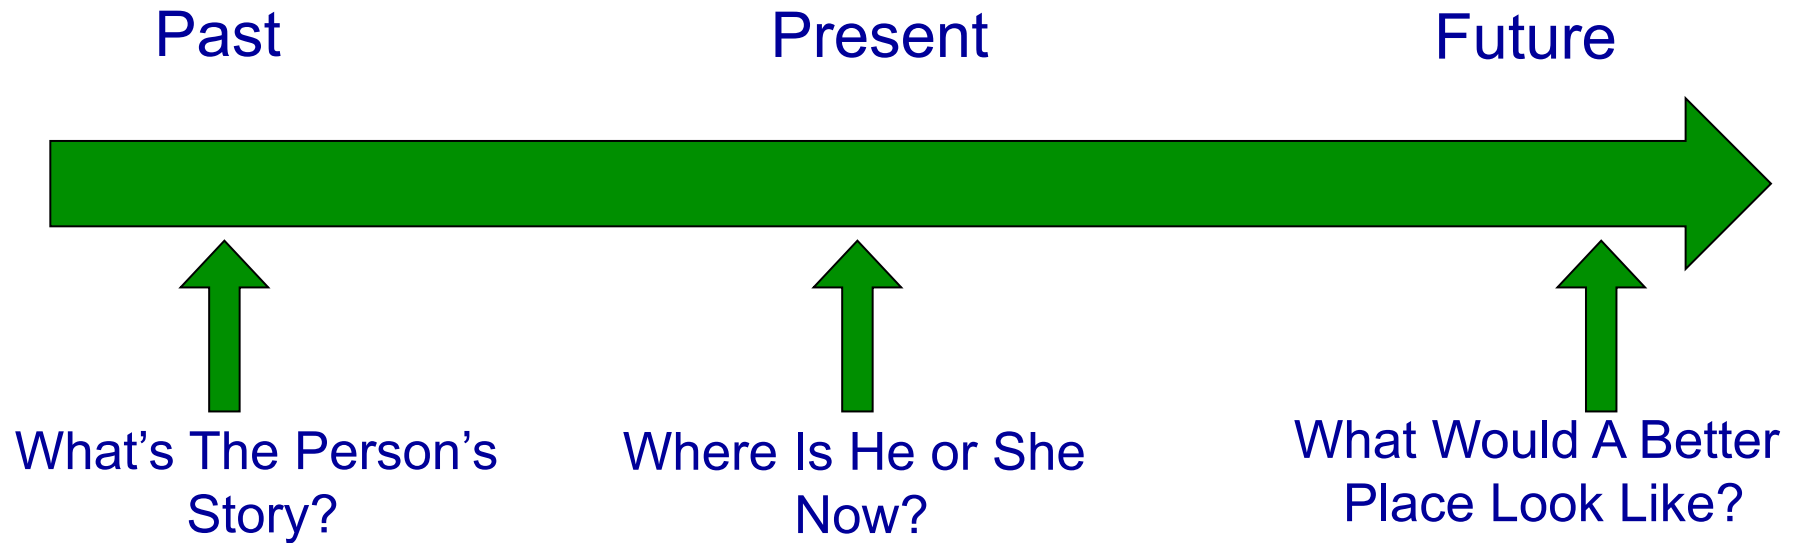 Past
Present
Future
What’s The Person’s
Story?
Where Is He or She
Now?
What Would A Better
Place Look Like?